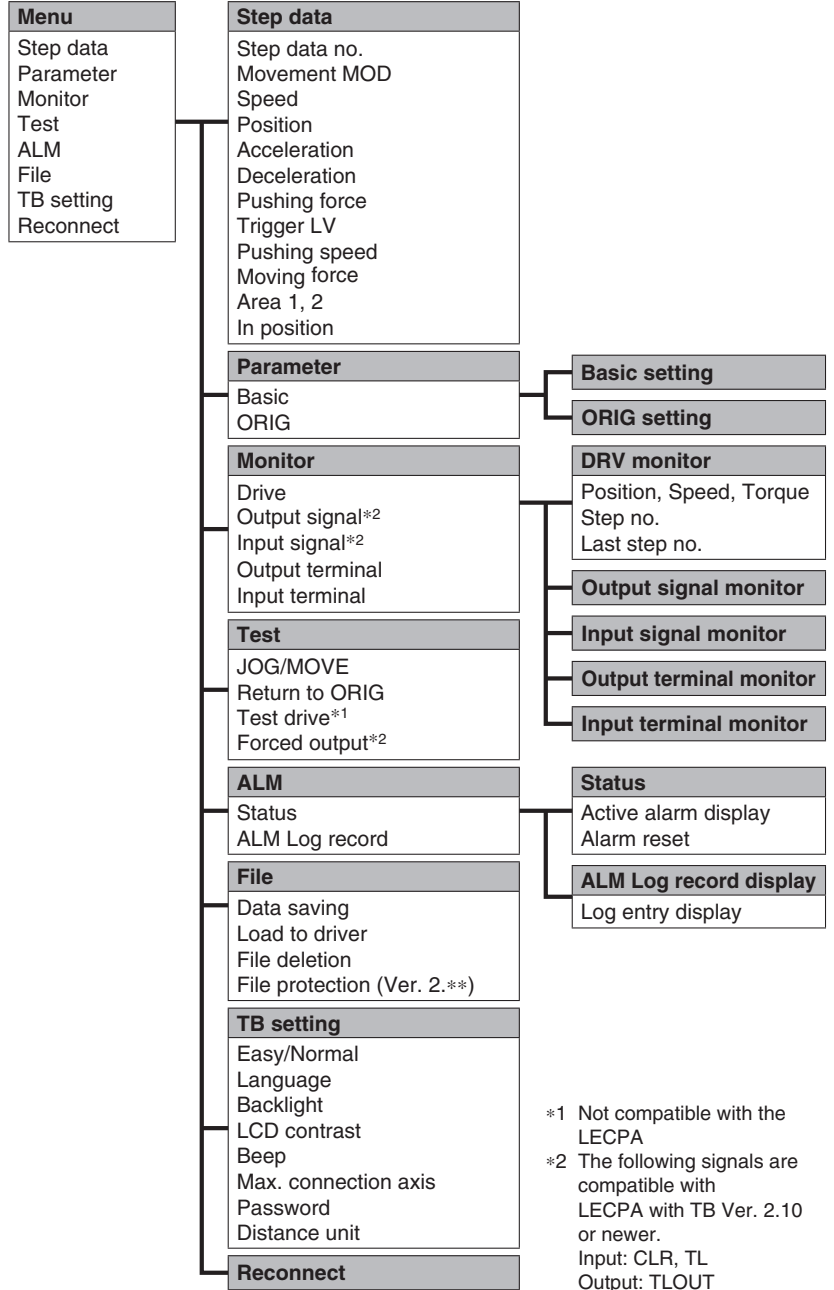 Menu
Step data
Parameter
Monitor
Test
ALM
File
TB setting
Reconnect
Step data
Step data no.
Movement MOD
Speed
Position
Acceleration
Deceleration
Pushing force
Trigger LV
Pushing speed
Moving force
Area 1, 2
In position
Parameter
Basic
ORIG
Basic setting
ORIG setting
Monitor
Drive
Output signal*2
Input signal*2
Output terminal
Input terminal
DRV monitor
Position, Speed, Torque
Step no.
Last step no.
Output signal monitor
Input signal monitor
Output terminal monitor
Input terminal monitor
Test
JOG/MOVE
Return to ORIG
Test drive*1
Forced output*2
ALM
Status
ALM Log record
Status
Active alarm display
Alarm reset
ALM Log record display
Log entry display
File
Data saving
Load to driver
File deletion
File protection (Ver. 2.**)
TB setting
Easy/Normal
Language
Backlight
LCD contrast
Beep
Max. connection axis
Password
Distance unit
Reconnect
*1 Not compatible with the
LECPA
*2 The following signals are
compatible with
LECPA with TB Ver. 2.10
or newer.
Input: CLR, TL
Output: TLOUT